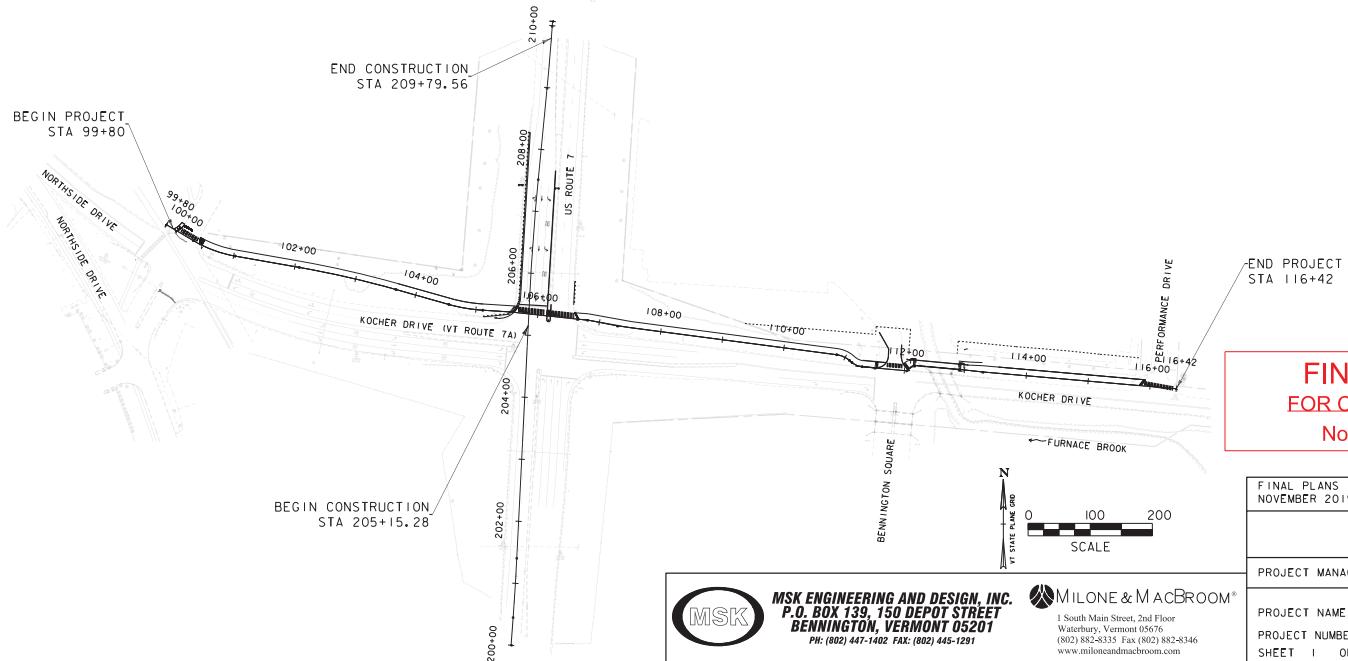 210+00
END CONSTRUCTION
STA 209+79.56
BEGIN PROJECT
STA 99+80
208+00
US ROUTE 7
NORTHSIDE DRIVE
NORTHSIDE DRIVE
99+80
100+00
102+00
104+00
206+00
106+00
KOCHER DRIVE (VT ROUTE 7A)
108+00
110+00
112+00
114+00
PERFORMANCE DRIVE
116+42
116+00
END PROJECT
STA 116+42
KOCHER DRIVE
FURNACE BROOK
204+00
BENNINGTON SQUARE
BEGIN CONSTRUCTION
STA 205+15.28
202+00
200+00
N
VT STATE PLANE GRID
0 100 200
SCALE
FIN
FOR C
No
FINAL PLANS
NOVEMBER 201
PROJECT MANA
PROJECT NAME
PROJECT NUMBE
SHEET 1 O
MSK
MSK ENGINEERING AND DESIGN, INC.
P.O. BOX 139, 150 DEPOT STREET
BENNINGTON, VERMONT 05201
PH: (802) 447-1402 FAX: (802) 445-1291
MILONE & MACBROOM®
1 South Main Street, 2nd Floor
Waterbury, Vermont 05676
(802) 882-8335 Fax (802) 882-8346
www.miloneandmacbroom.com